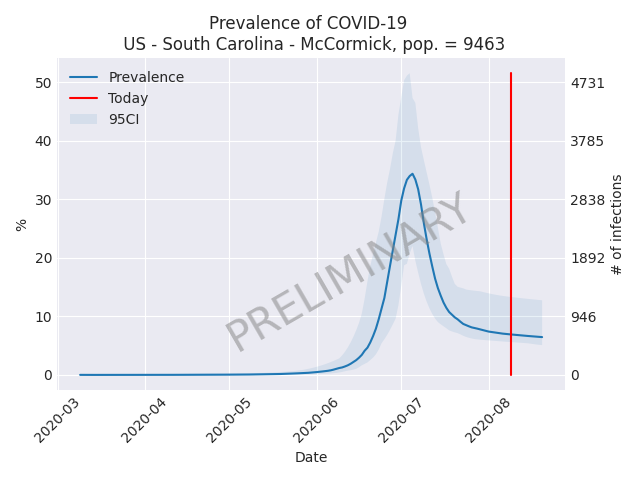 Prevalence of COVID-19
US - South Carolina - McCormick, pop. = 9463
Prevalence
Today
95CI
50
40
30
20
10
0
%
4731
3785
2838
1892
946
0
# of infections
PRELIMINARY
2020-03
2020-04
2020-05
2020-06
2020-07
2020-08
Date